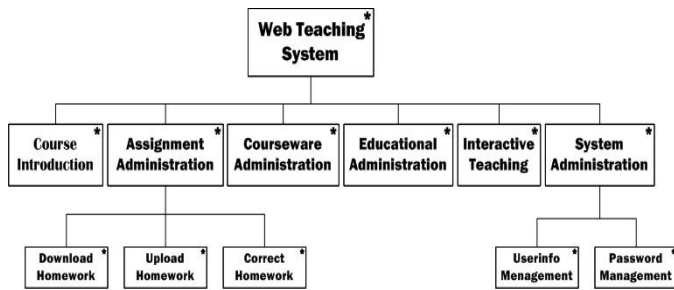 Web Teaching *
System
Course *
Introduction
Assignment *
Administration
Courseware *
Administration
Educational *
Administration
Interactive *
Teaching
System *
Administration
Download *
Homework
Upload *
Homework
Correct *
Homework
Userinfo *
Menagement
Password *
Management